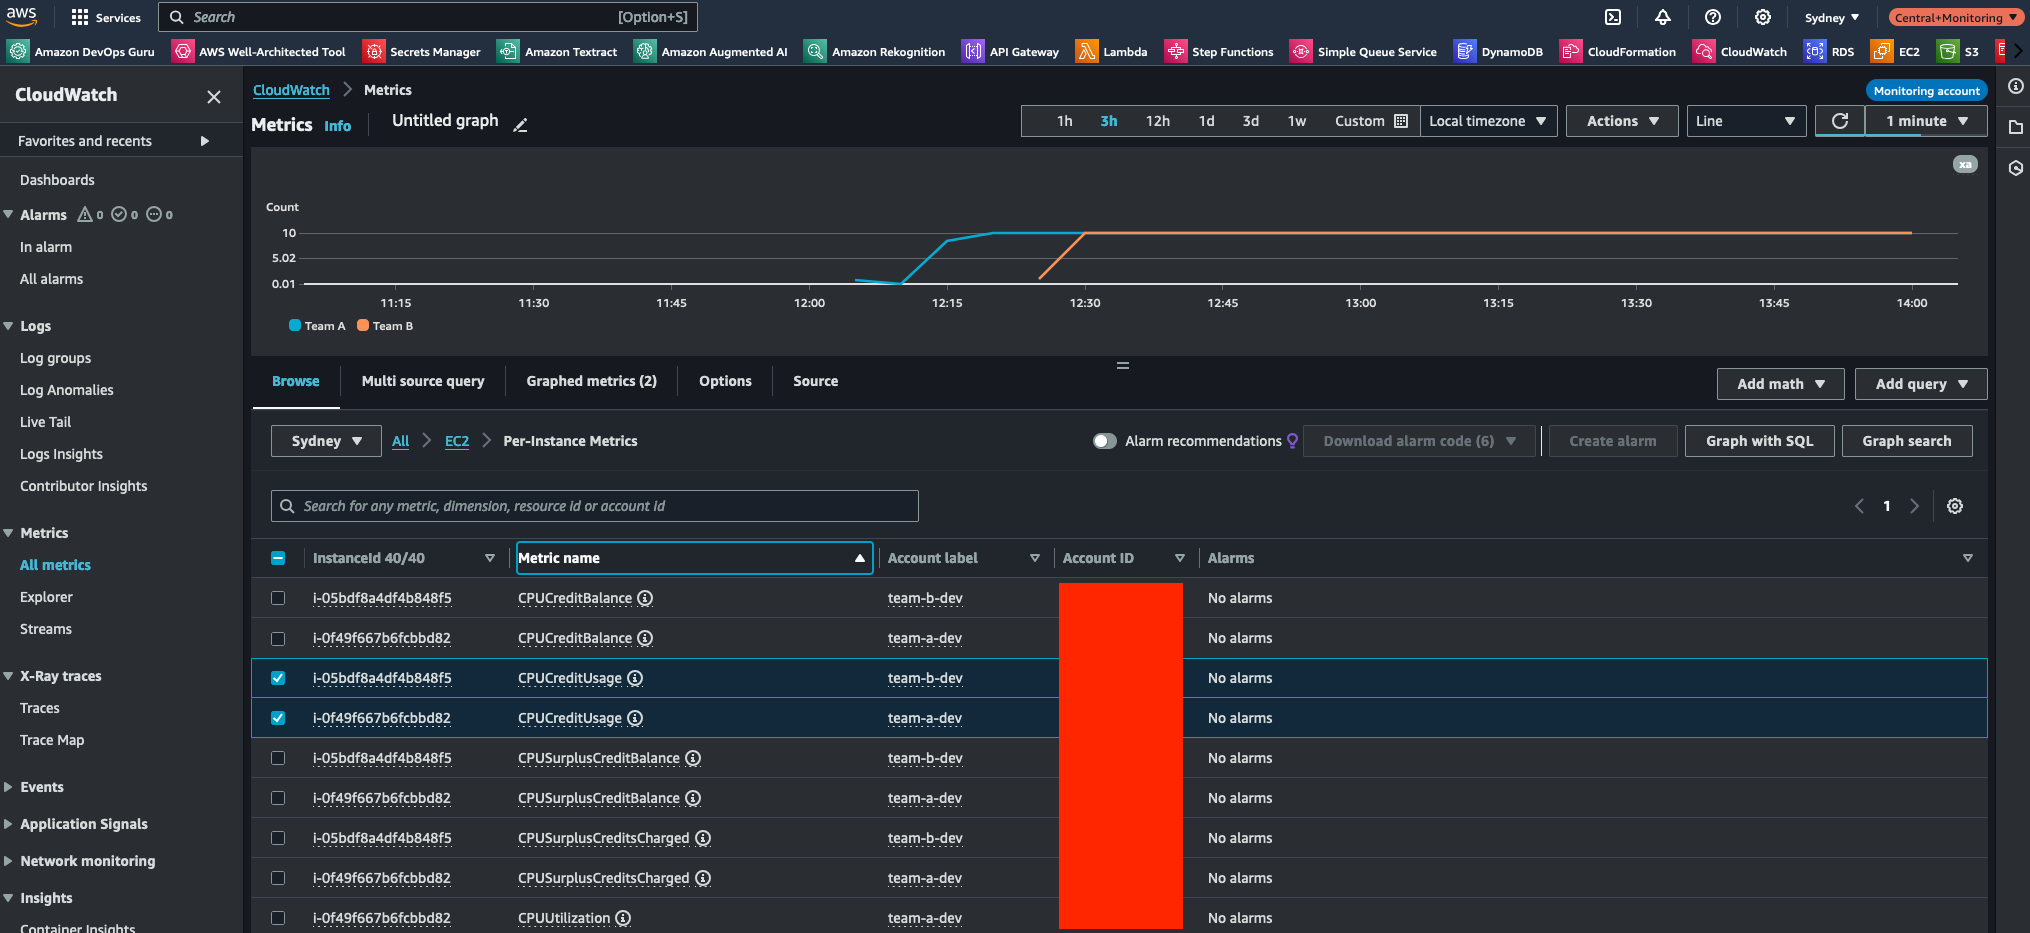 aws
Services
Search
[Option+S]
Sydney
Central+Monitoring
Amazon DevOps Guru
AWS Well-Architected Tool
Secrets Manager
Amazon Textract
Amazon Augmented AI
Amazon Rekognition
API Gateway
Lambda
Step Functions
Simple Queue Service
DynamoDB
CloudFormation
CloudWatch
RDS
EC2
S3
CloudWatch
Favorites and recents
Dashboards
Alarms 0 0 0
In alarm
All alarms
Logs
Log groups
Log Anomalies
Live Tail
Logs Insights
Contributor Insights
Metrics
All metrics
Explorer
Streams
X-Ray traces
Traces
Trace Map
Events
Application Signals
Network monitoring
Insights
Container Insights
CloudWatch
Metrics
Monitoring account
Metrics Info
Untitled graph
1h 3h 12h 1d 3d 1w Custom
Local timezone
Actions
Line
1 minute
xa
Count
10
5.02
0.01
11:15 11:30 11:45 12:00 12:15 12:30 12:45 13:00 13:15 13:30 13:45 14:00
Team A Team B
Browse
Multi source query
Graphed metrics (2)
Options
Source
Add math
Add query
Sydney
All
EC2
Per-Instance Metrics
Alarm recommendations
Download alarm code (6)
Create alarm
Graph with SQL
Graph search
Search for any metric, dimension, resource id or account id
1
InstanceId 40/40 Metric name Account label Account ID Alarms
i-05bdf8a4df4b848f5 CPUCreditBalance team-b-dev No alarms
i-0f49f667b6fcbbd82 CPUCreditBalance team-a-dev No alarms
i-05bdf8a4df4b848f5 CPUCreditUsage team-b-dev No alarms
i-0f49f667b6fcbbd82 CPUCreditUsage team-a-dev No alarms
i-05bdf8a4df4b848f5 CPUSurplusCreditBalance team-b-dev No alarms
i-0f49f667b6fcbbd82 CPUSurplusCreditBalance team-a-dev No alarms
i-05bdf8a4df4b848f5 CPUSurplusCreditsCharged team-b-dev No alarms
i-0f49f667b6fcbbd82 CPUSurplusCreditsCharged team-a-dev No alarms
i-0f49f667b6fcbbd82 CPUUtilization team-a-dev No alarms